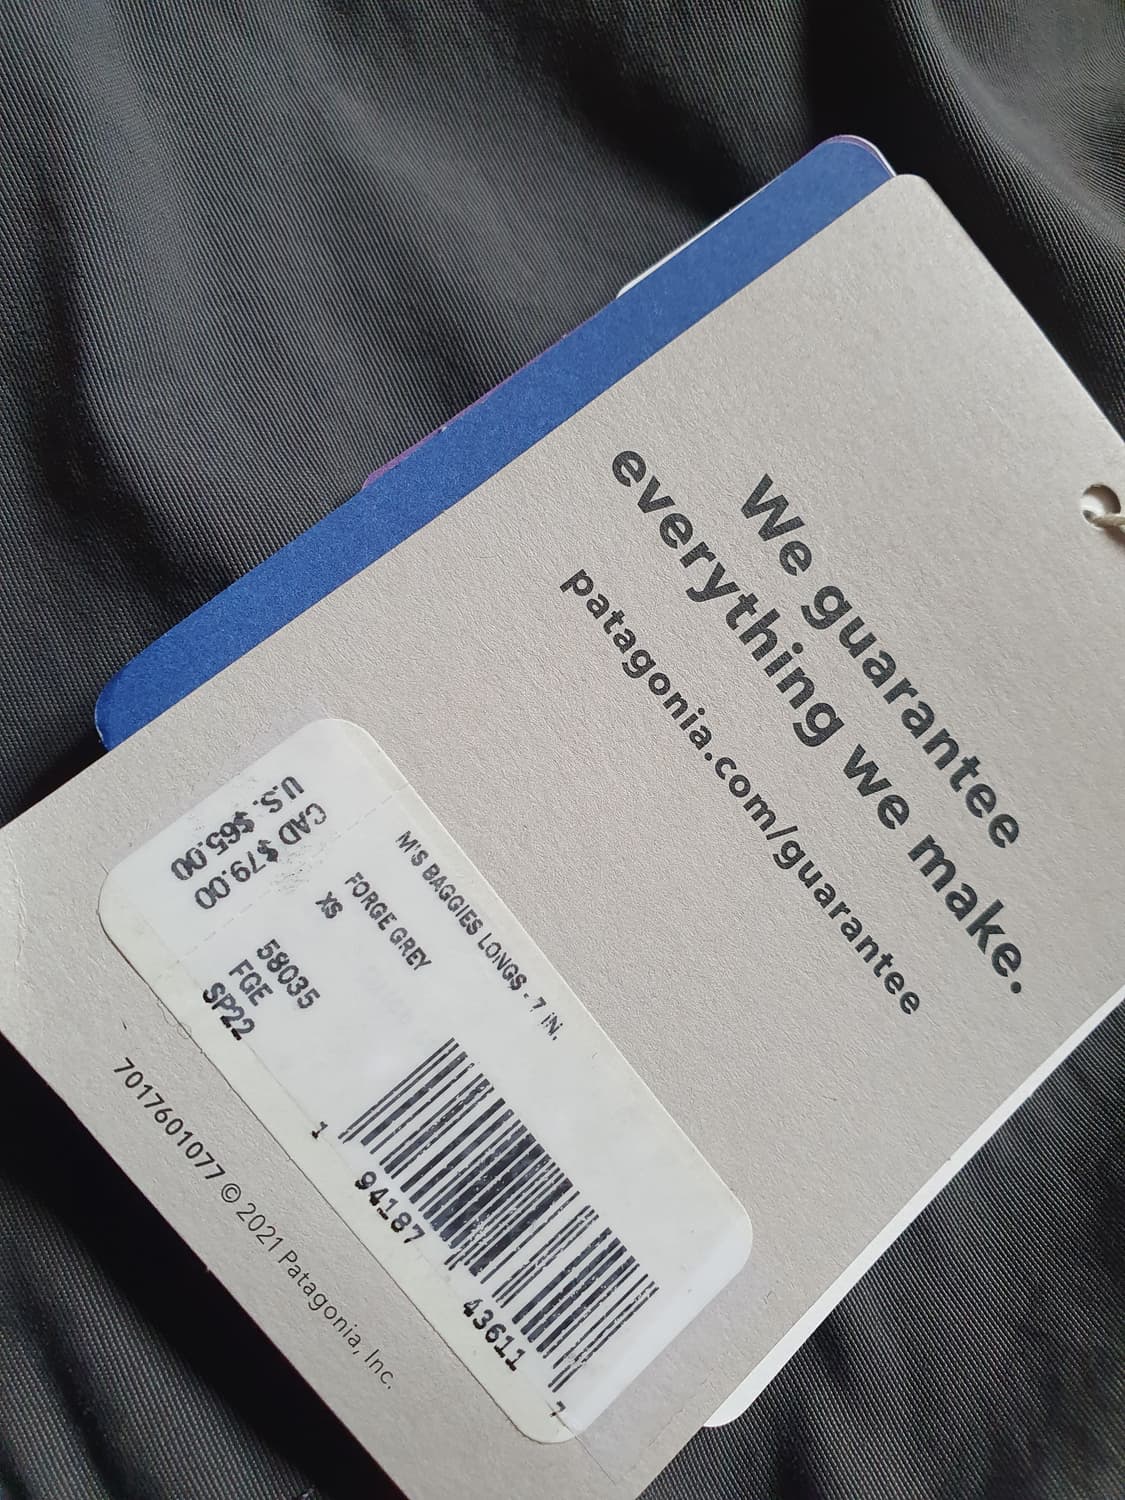 We guarantee
everything we make.
patagonia.com/guarantee
M'S BAGGIES LONGS - 7 IN.
FORGE GREY
XS
58035
FGE
SP22
CAD $79.00
U.S. $65.00
1 94187 43611 7
7017601077 © 2021 Patagonia, Inc.